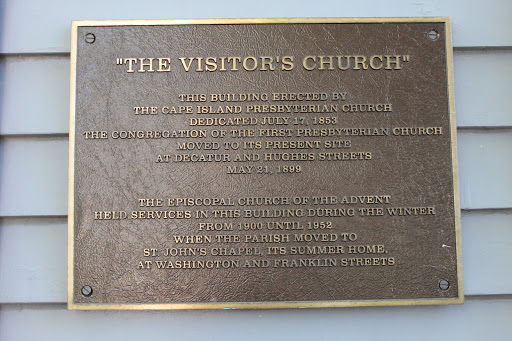 "THE VISITOR'S CHURCH"
THIS BUILDING ERECTED BY
THE CAPE ISLAND PRESBYTERIAN CHURCH
DEDICATED JULY 17, 1853
THE CONGREGATION OF THE FIRST PRESBYTERIAN CHURCH
MOVED TO ITS PRESENT SITE
AT DECATUR AND HUGHES STREETS
MAY 21, 1899
THE EPISCOPAL CHURCH OF THE ADVENT
HELD SERVICES IN THIS BUILDING DURING THE WINTER
FROM 1900 UNTIL 1952
WHEN THE PARISH MOVED TO
ST. JOHN'S CHAPEL, ITS SUMMER HOME,
AT WASHINGTON AND FRANKLIN STREETS